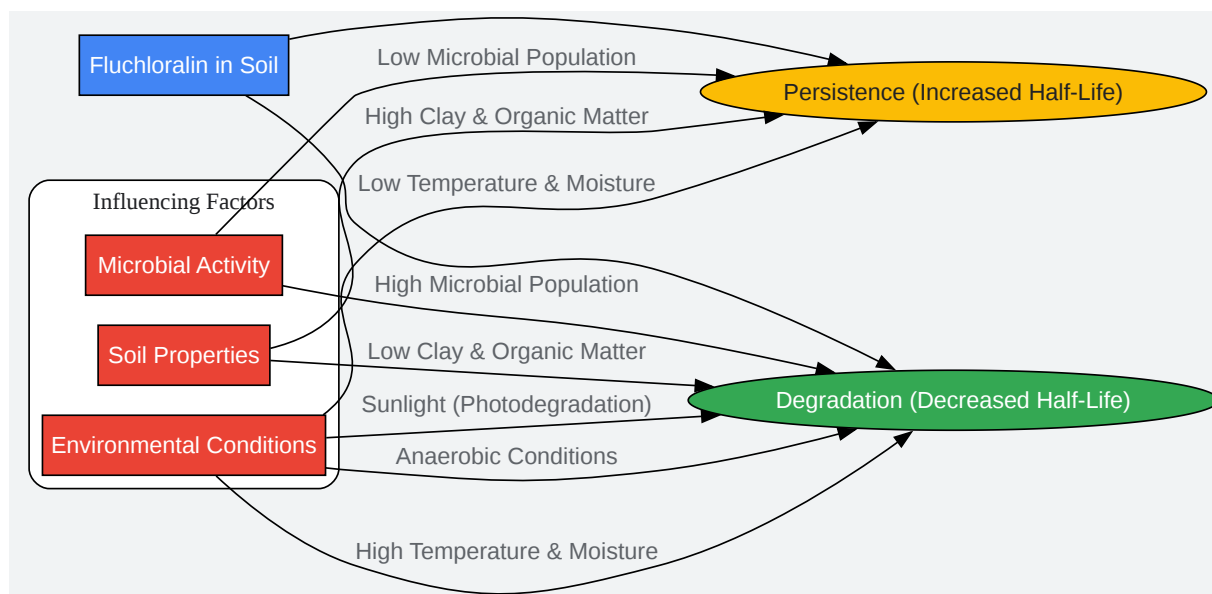 Fluchloralin in Soil
Low Microbial Population
Persistence (Increased Half-Life)
High Clay & Organic Matter
Low Temperature & Moisture
Influencing Factors
Microbial Activity
High Microbial Population
Soil Properties
Low Clay & Organic Matter
Sunlight (Photodegradation)
Degradation (Decreased Half-Life)
Environmental Conditions
Anaerobic Conditions
High Temperature & Moisture